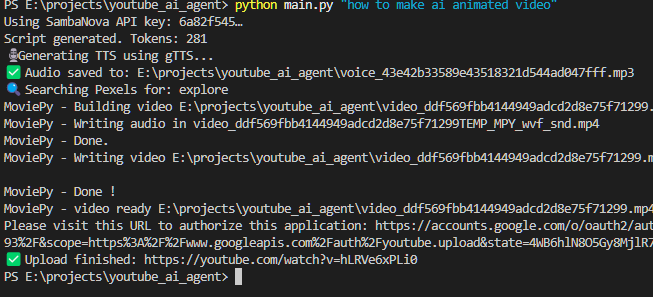 PS E:\projects\youtube_ai_agent> python main.py "how to make ai animated video"
Using SambaNova API key: 6a82f545…
Script generated. Tokens: 281
🎙️Generating TTS using gTTS...
✅ Audio saved to: E:\projects\youtube_ai_agent\voice_43e42b33589e43518321d544ad047fff.mp3
🔍 Searching Pexels for: explore
MoviePy - Building video E:\projects\youtube_ai_agent\video_ddf569fbb4144949adcd2d8e75f71299.
MoviePy - Writing audio in video_ddf569fbb4144949adcd2d8e75f71299TEMP_MPY_wvf_snd.mp4
MoviePy - Done.
MoviePy - Writing video E:\projects\youtube_ai_agent\video_ddf569fbb4144949adcd2d8e75f71299.m
MoviePy - Done !
MoviePy - video ready E:\projects\youtube_ai_agent\video_ddf569fbb4144949adcd2d8e75f71299.mp4
Please visit this URL to authorize this application: https://accounts.google.com/o/oauth2/aut
93%2F&scope=https%3A%2F%2Fwww.googleapis.com%2Fauth%2Fyoutube.upload&state=4WB6hlN8O5Gy8MjlR7
✅ Upload finished: https://youtube.com/watch?v=hLRVe6xPLi0
PS E:\projects\youtube_ai_agent>